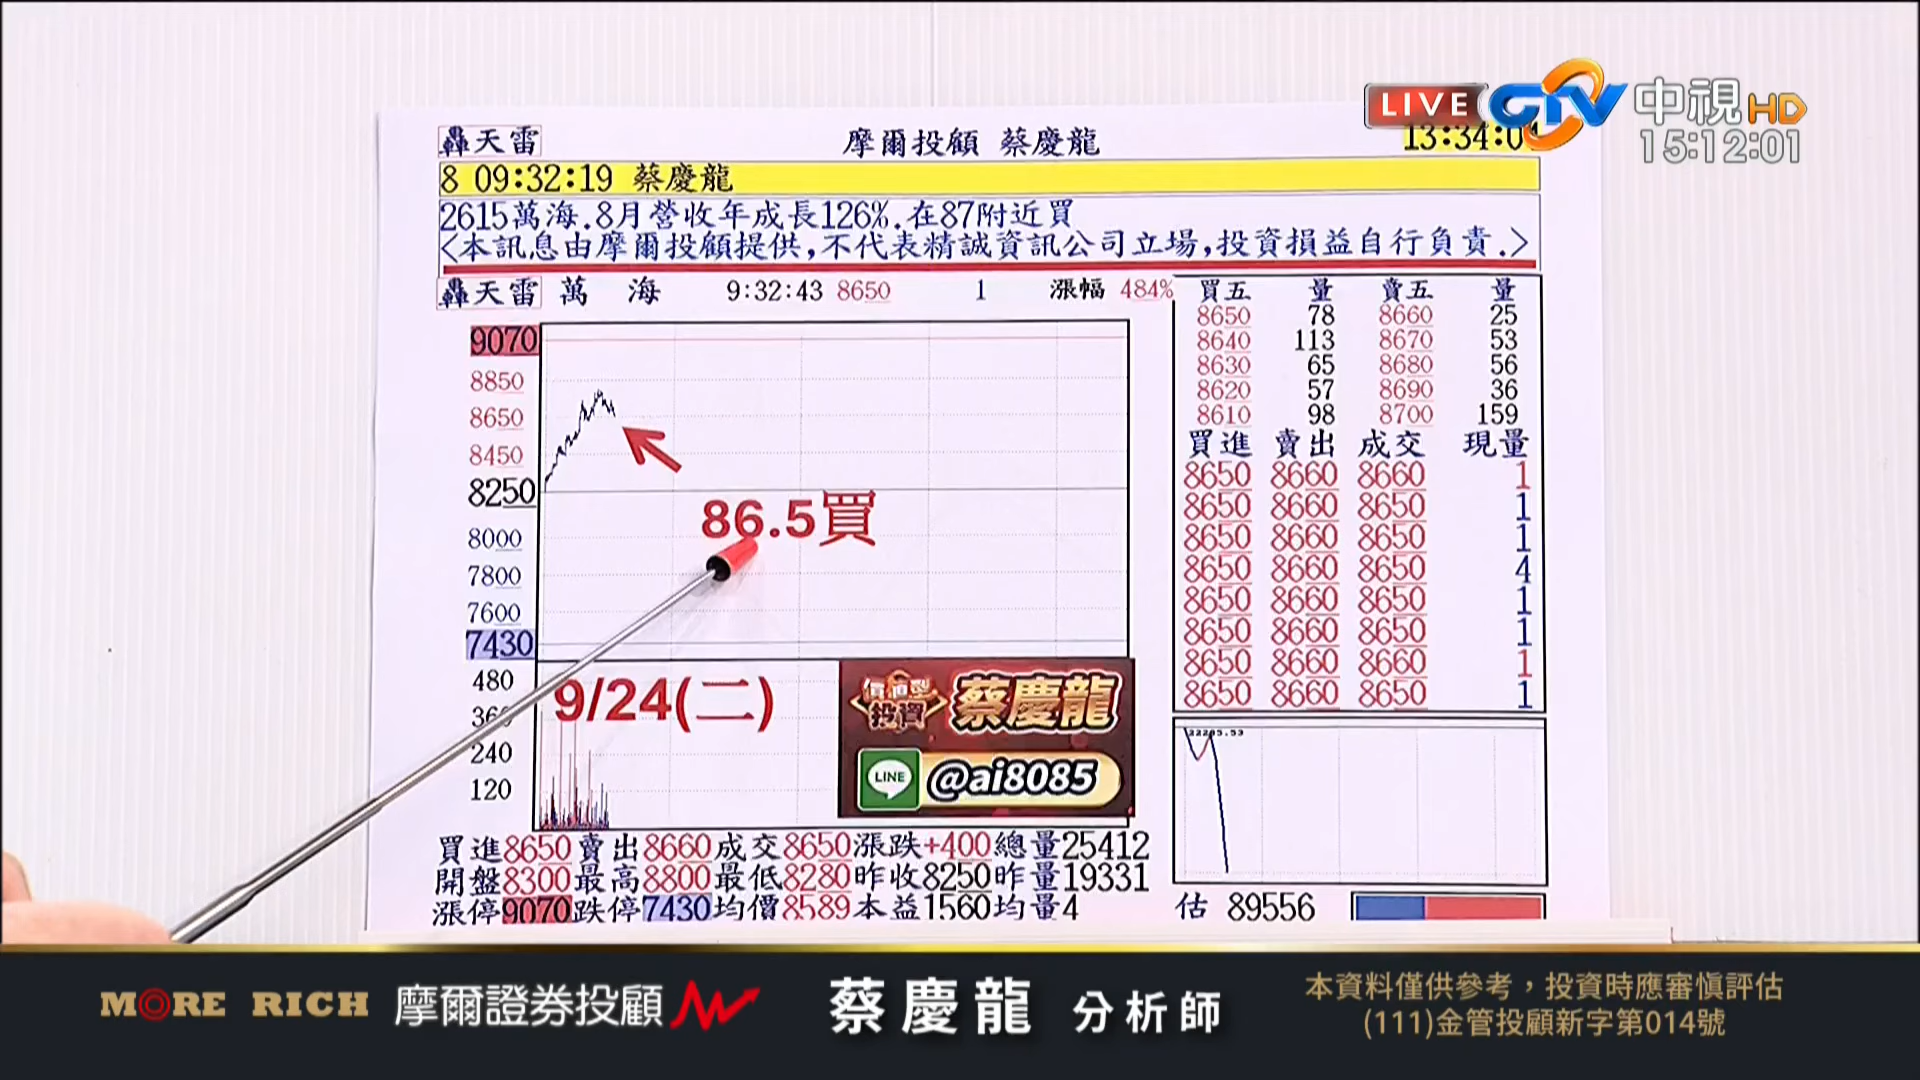 LIVE CTV 中視HD
15:12:01
轟天雷 摩爾投顧 蔡慶龍
8 09:32:19 蔡慶龍
2615萬海.8月營收年成長126%.在87附近買
<本訊息由摩爾投顧提供,不代表精誠資訊公司立場,投資損益自行負責.>
轟天雷 萬 海 9:32:43 8650 1 漲幅 484%
買五 量 賣五 量
8650 78 8660 25
8640 113 8670 53
8630 65 8680 56
8620 57 8690 36
8610 98 8700 159
買進 賣出 成交 現量
8650 8660 8660 1
8650 8660 8650 1
8650 8660 8650 1
8650 8660 8650 4
8650 8660 8650 1
8650 8660 8650 1
8650 8660 8660 1
8650 8660 8650 1
9070
8850
8650
8450
8250
8000
7800
7600
7430
480
240
120
86.5買
9/24(二)
價值型投資 蔡慶龍
LINE @ai8085
買進8650賣出8660成交8650漲跌+400總量25412
開盤8300最高8800最低8280昨收8250昨量19331
漲停9070跌停7430均價8589本益1560均量4
估 89556
MORE RICH 摩爾證券投顧 蔡慶龍 分析師
本資料僅供參考，投資時應審慎評估
(111)金管投顧新字第014號